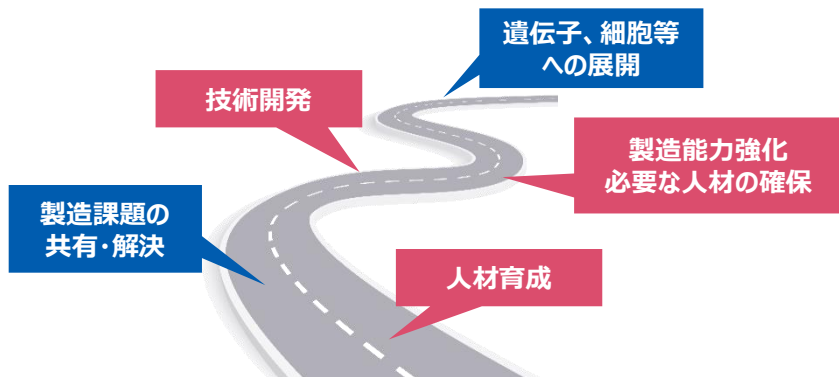 遺伝子、細胞等
への展開
技術開発
製造能力強化
必要な人材の確保
製造課題の
共有・解決
人材育成